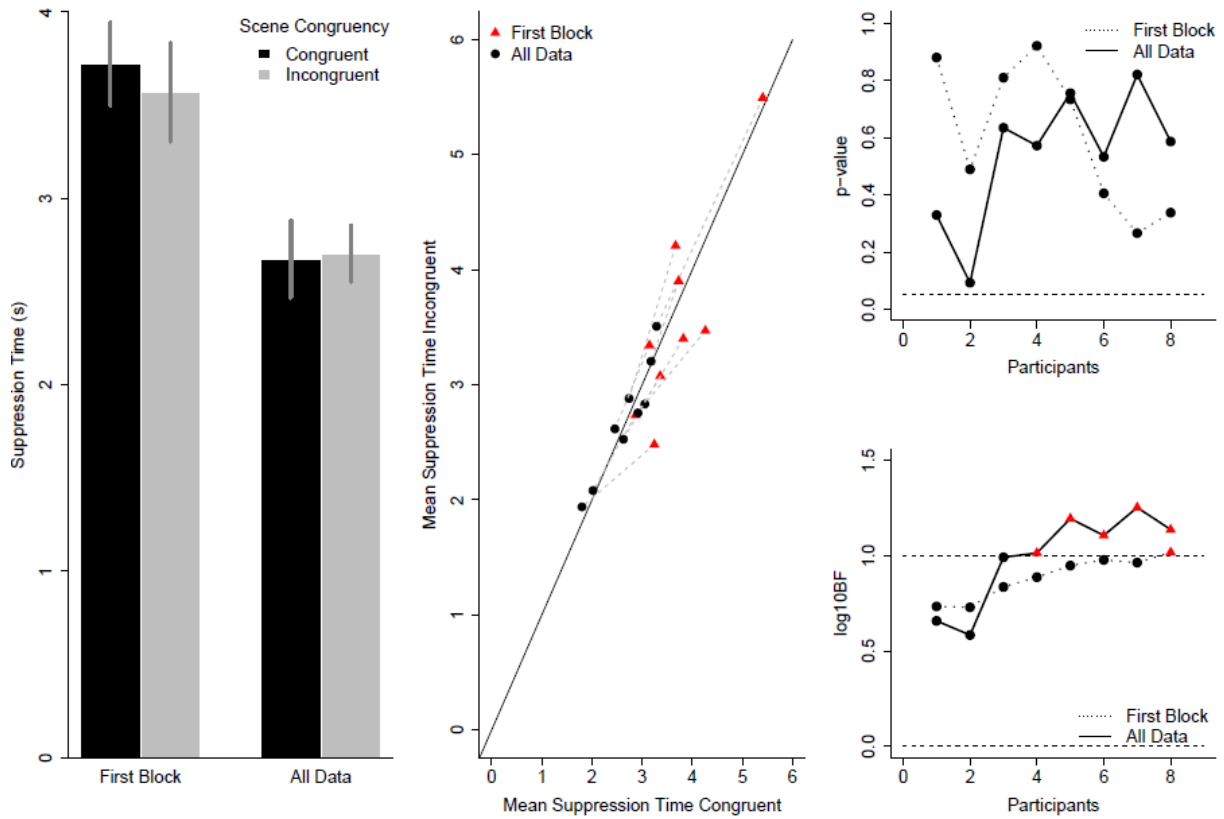 Scene Congruency
Congruent
Incongruent
Suppression Time (s)
0
1
2
3
4
First Block
All Data
First Block
All Data
Mean Suppression Time Incongruent
0
1
2
3
4
5
6
0 1 2 3 4 5 6
Mean Suppression Time Congruent
First Block
All Data
p-value
0.0
0.2
0.4
0.6
0.8
1.0
0 2 4 6 8
Participants
log10BF
0.0
0.5
1.0
1.5
First Block
All Data
0 2 4 6 8
Participants